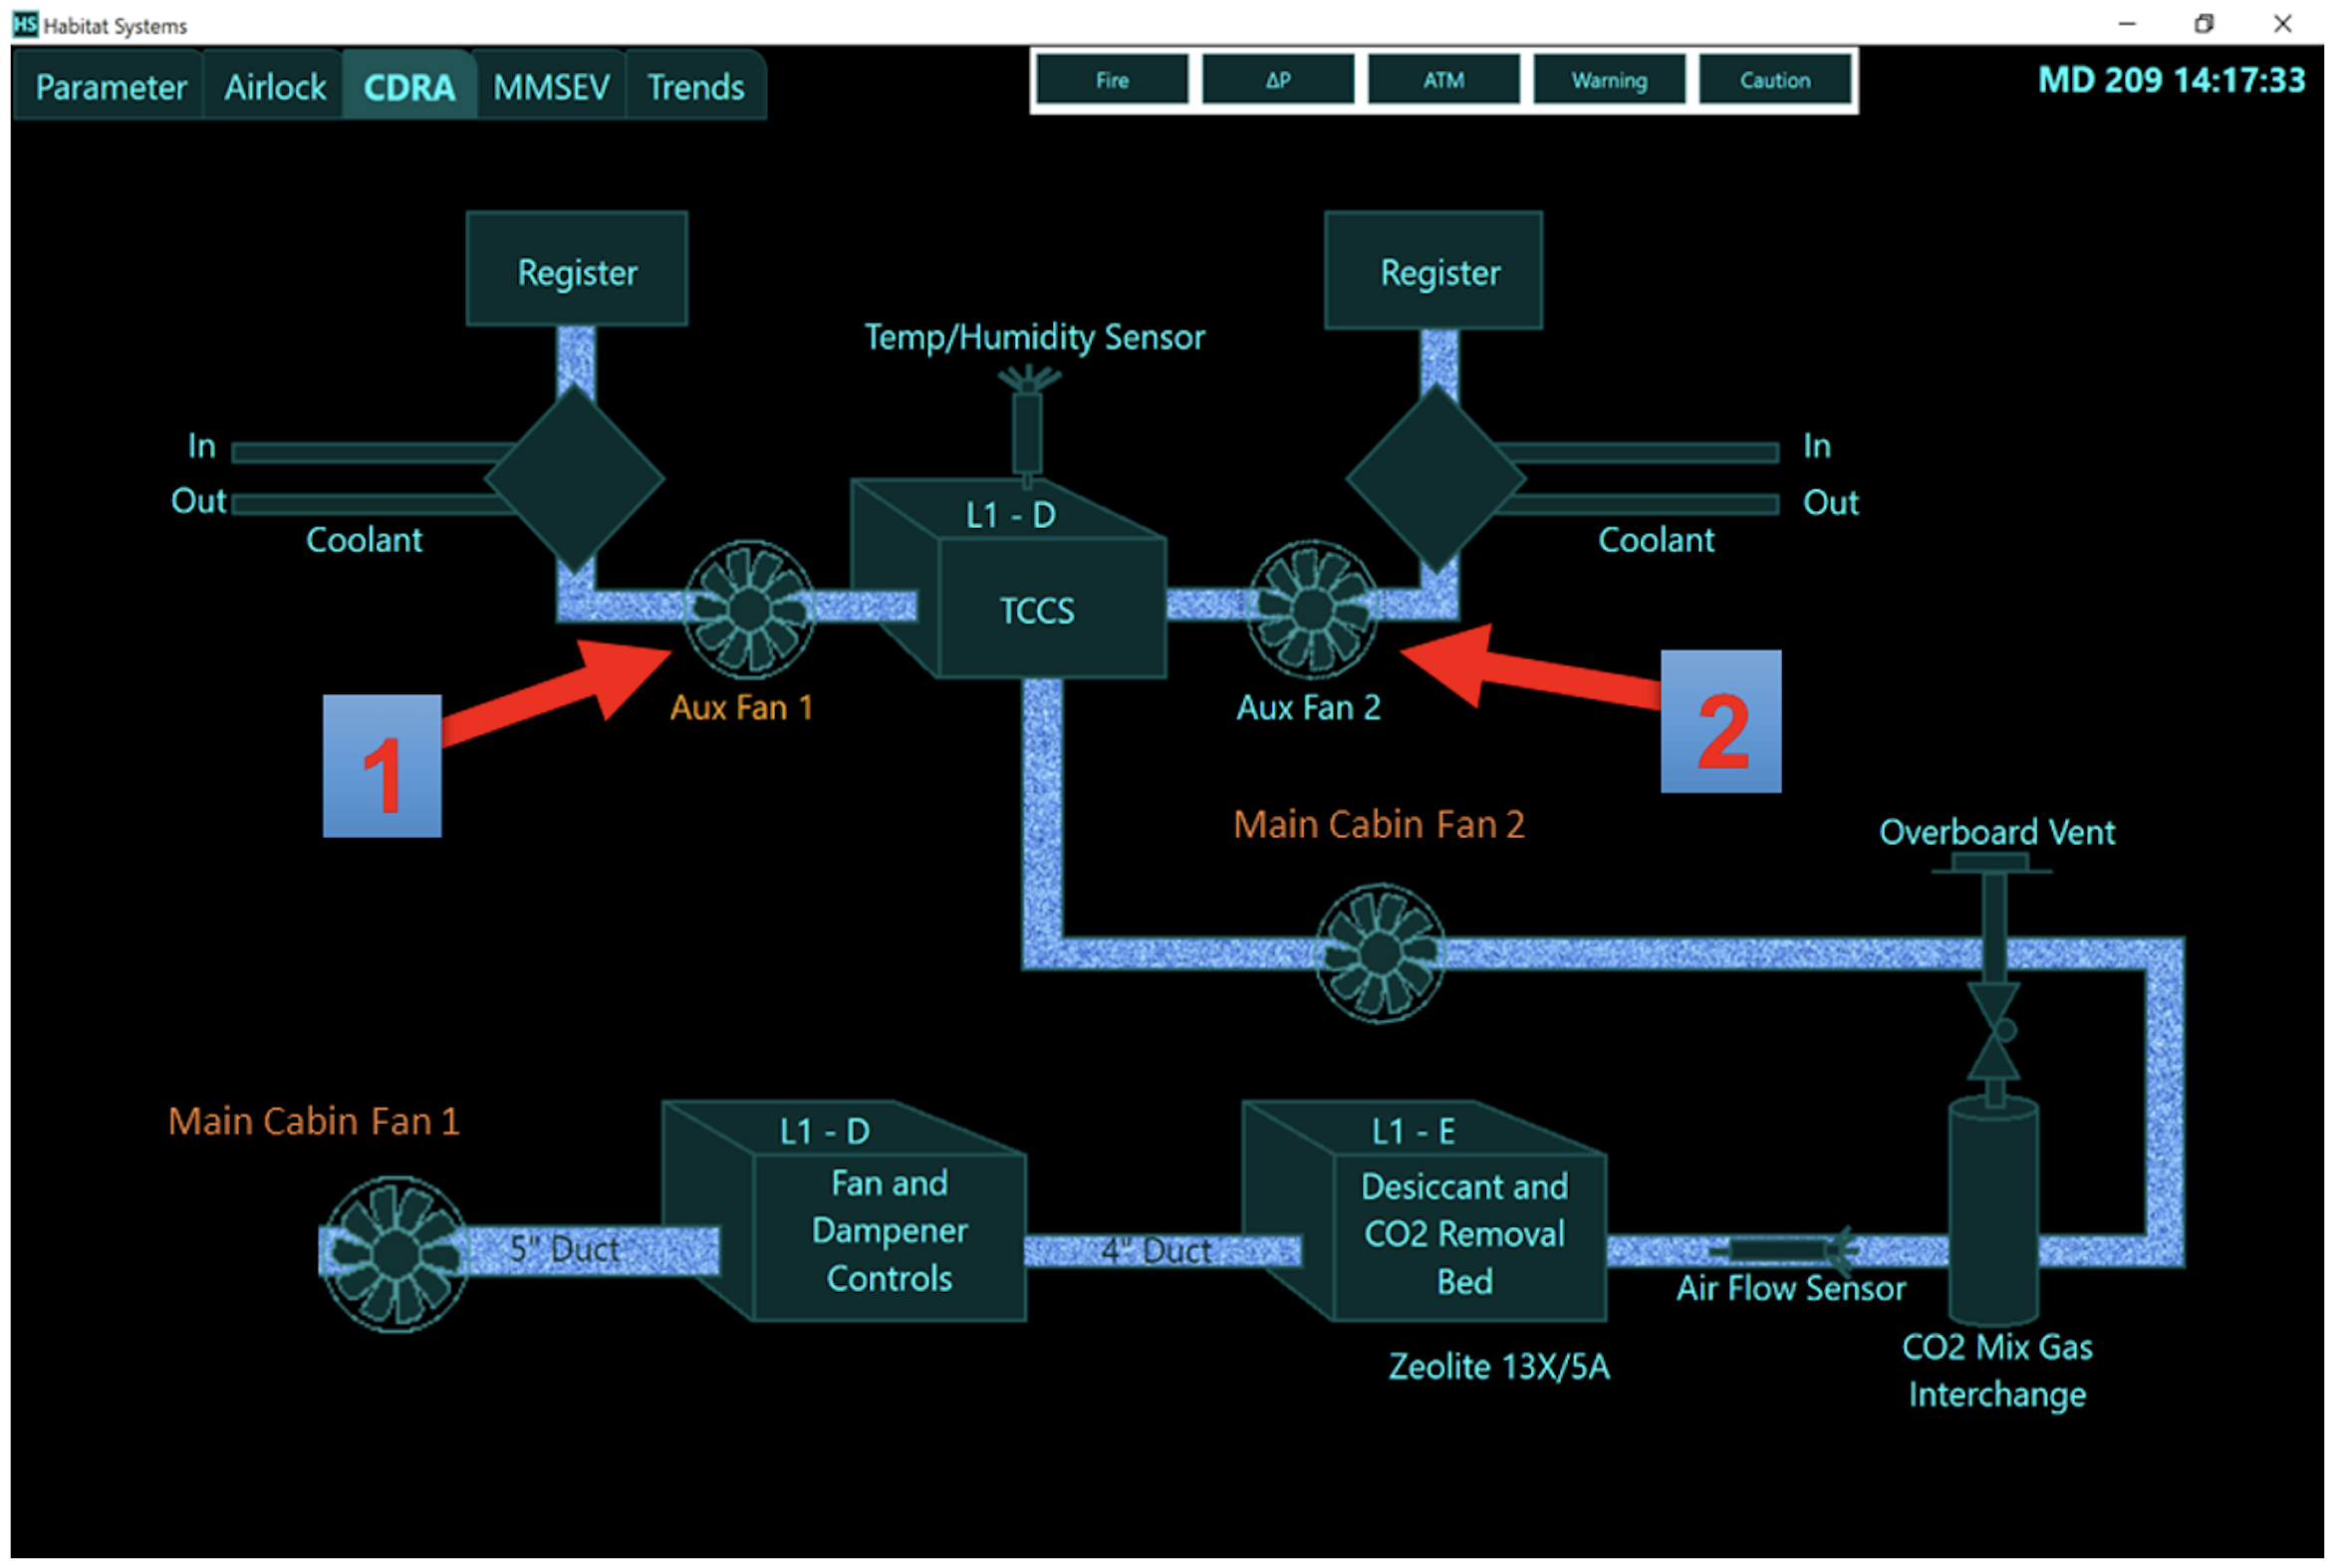 HS Habitat Systems
Parameter Airlock CDRA MMSEV Trends
Fire ΔP ATM Warning Caution
MD 209 14:17:33
Register
Register
Temp/Humidity Sensor
In
Out
Coolant
In
Out
Coolant
L1 - D
TCCS
Aux Fan 1
Aux Fan 2
1
2
Main Cabin Fan 2
Overboard Vent
Main Cabin Fan 1
5" Duct
L1 - D
Fan and
Dampener
Controls
4" Duct
L1 - E
Desiccant and
CO2 Removal
Bed
Zeolite 13X/5A
Air Flow Sensor
CO2 Mix Gas
Interchange